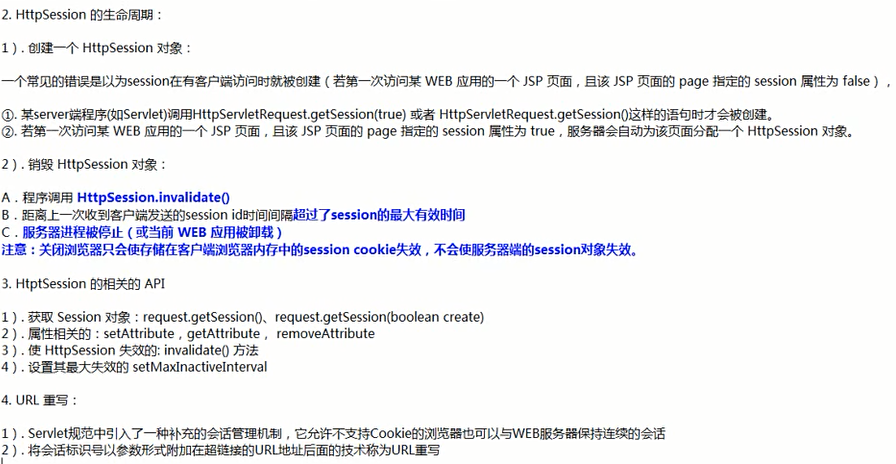 2. HttpSession 的生命周期：
1）. 创建一个 HttpSession 对象：
一个常见的错误是以为session在有客户端访问时就被创建（若第一次访问某 WEB 应用的一个 JSP 页面，且该 JSP 页面的 page 指定的 session 属性为 false），
①. 某server端程序(如Servlet)调用HttpServletRequest.getSession(true) 或者 HttpServletRequest.getSession()这样的语句时才会被创建。
②. 若第一次访问某 WEB 应用的一个 JSP 页面，且该 JSP 页面的 page 指定的 session 属性为 true，服务器会自动为该页面分配一个 HttpSession 对象。
2）. 销毁 HttpSession 对象：
A．程序调用 HttpSession.invalidate()
B．距离上一次收到客户端发送的session id时间间隔超过了session的最大有效时间
C．服务器进程被停止（或当前 WEB 应用被卸载）
注意：关闭浏览器只会使存储在客户端浏览器内存中的session cookie失效，不会使服务器端的session对象失效。
3. HtptSession 的相关的 API
1）. 获取 Session 对象：request.getSession()、request.getSession(boolean create)
2）. 属性相关的：setAttribute，getAttribute， removeAttribute
3）. 使 HttpSession 失效的: invalidate() 方法
4）. 设置其最大失效的 setMaxInactiveInterval
4. URL 重写：
1）. Servlet规范中引入了一种补充的会话管理机制，它允许不支持Cookie的浏览器也可以与WEB服务器保持连续的会话
2）. 将会话标识号以参数形式附加在超链接的URL地址后面的技术称为URL重写